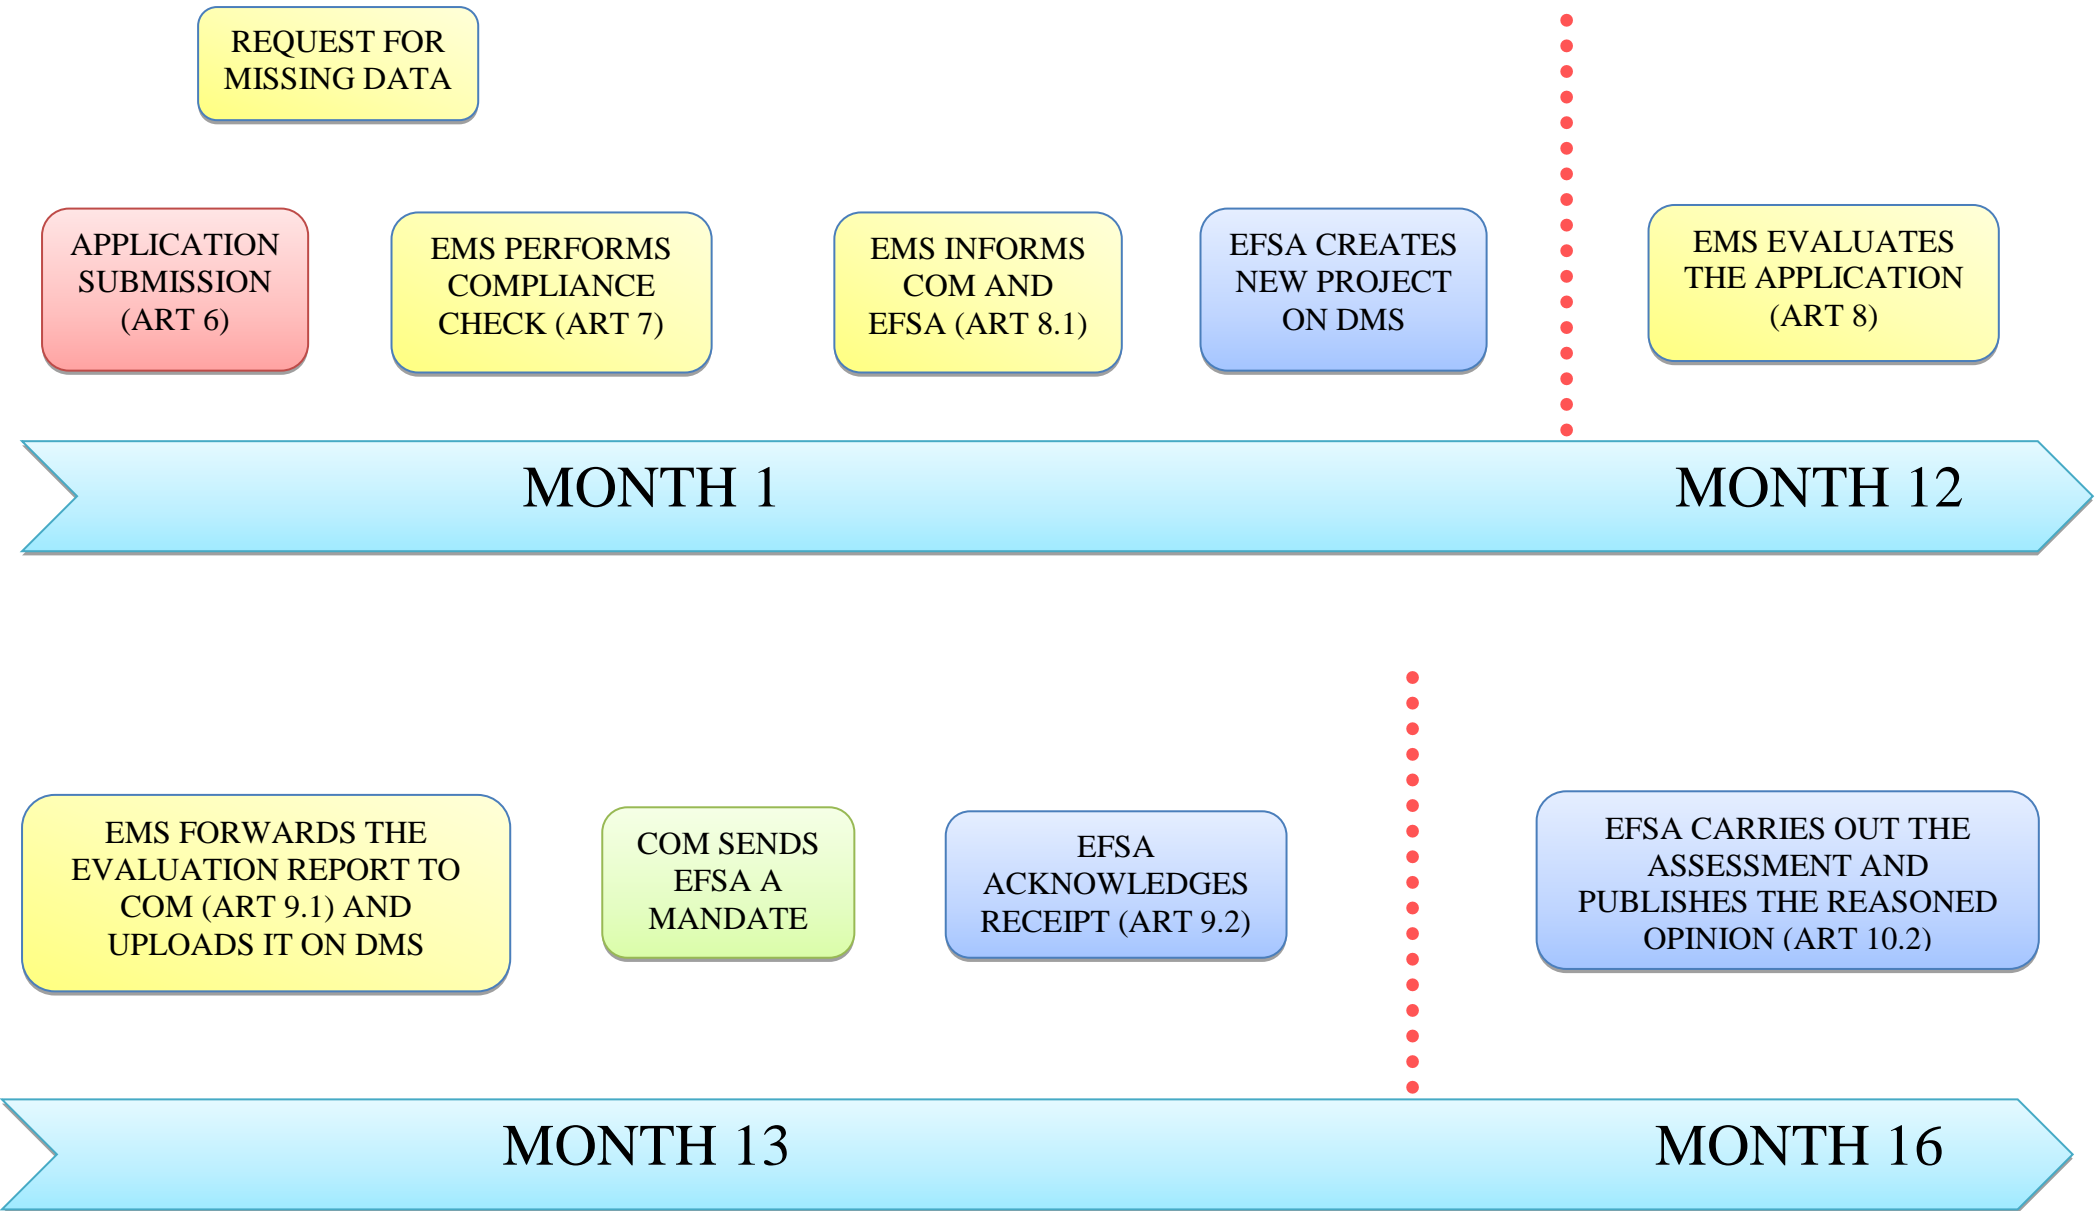 REQUEST FOR
MISSING DATA
APPLICATION
SUBMISSION
(ART 6)
EMS PERFORMS
COMPLIANCE
CHECK (ART 7)
EMS INFORMS
COM AND
EFSA (ART 8.1)
EFSA CREATES
NEW PROJECT
ON DMS
EMS EVALUATES
THE APPLICATION
(ART 8)
MONTH 1
MONTH 12
EMS FORWARDS THE
EVALUATION REPORT TO
COM (ART 9.1) AND
UPLOADS IT ON DMS
COM SENDS
EFSA A
MANDATE
EFSA
ACKNOWLEDGES
RECEIPT (ART 9.2)
EFSA CARRIES OUT THE
ASSESSMENT AND
PUBLISHES THE REASONED
OPINION (ART 10.2)
MONTH 13
MONTH 16